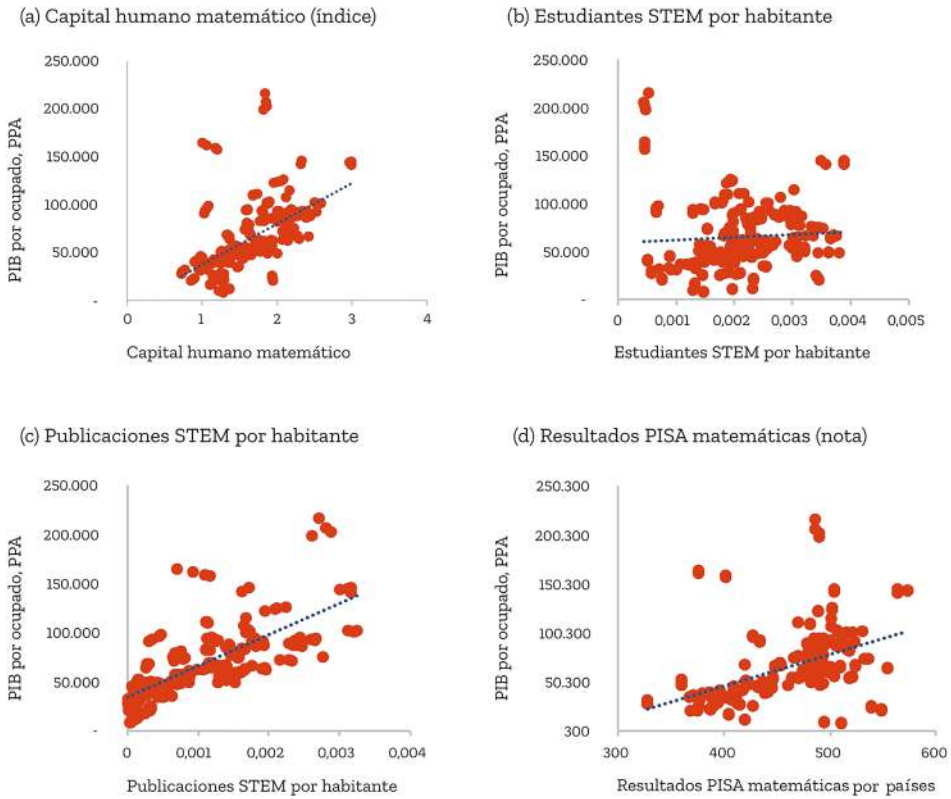 (a) Capital humano matemático (índice)
PIB por ocupado, PPA
250.000
200.000
150.000
100.000
50.000
-
0 1 2 3 4
Capital humano matemático
(b) Estudiantes STEM por habitante
PIB por ocupado, PPA
250.000
200.000
150.000
100.000
50.000
-
0 0,001 0,002 0,003 0,004 0,005
Estudiantes STEM por habitante
(c) Publicaciones STEM por habitante
PIB por ocupado, PPA
250.000
200.000
150.000
100.000
50.000
-
0 0,001 0,002 0,003 0,004
Publicaciones STEM por habitante
(d) Resultados PISA matemáticas (nota)
PIB por ocupado, PPA
250.300
200.300
150.300
100.300
50.300
300
300 400 500 600
Resultados PISA matemáticas por países